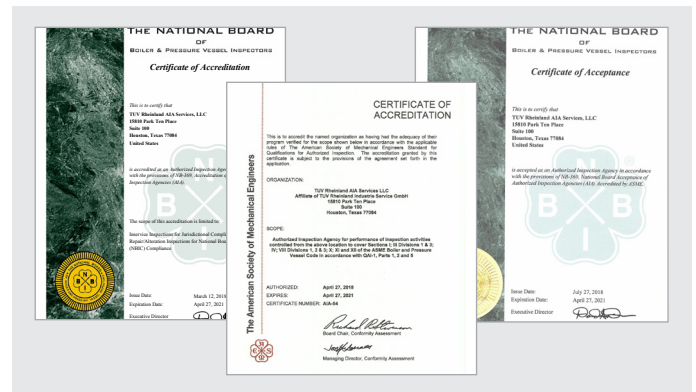 THE NATIONAL BOARD
OF
BOILER & PRESSURE VESSEL INSPECTORS
Certificate of Accreditation
This is to certify that
TUV Rheinland AIA Services, LLC
15810 Park Ten Place
Suite 100
Houston, Texas 77084
United States
is accredited as an Authorized Inspection
with the provisions of NB-369, Accreditation
Inspection Agencies (AIA).
The scope of this accreditation is limited to:
Inservice Inspections for Jurisdictional
Repair/Alteration Inspections for National
(NBIC) Compliance
Issue Date: March 12, 2018
Expiration Date: April 27, 2021
Executive Director
The American Society of Mechanical Engineers
CERTIFICATE OF
ACCREDITATION
This is to accredit the named organization as having had the adequacy of their
program verified for the scope shown below in accordance with the applicable
rules of The American Society of Mechanical Engineers Standard for
Qualifications for Authorized Inspection. The accreditation granted by this
certificate is subject to the provisions of the agreement set forth in the
application.
ORGANIZATION:
TUV Rheinland AIA Services LLC
Affiliate of TUV Rheinland Industrie Service GmbH
15810 Park Ten Place
Suite 100
Houston, Texas 77084
SCOPE:
Authorized Inspection Agency for performance of inspection activities
controlled from the above location to cover Sections I; III Divisions 1 & 3;
IV; VIII Divisions 1, 2 & 3; X; XI and XII of the ASME Boiler and Pressure
Vessel Code in accordance with QAI-1, Parts 1, 3 and 5
AUTHORIZED: April 27, 2018
EXPIRES: April 27, 2021
CERTIFICATE NUMBER: AIA-54
Board Chair, Conformity Assessment
Managing Director, Conformity Assessment
THE NATIONAL BOARD
OF
BOILER & PRESSURE VESSEL INSPECTORS
Certificate of Acceptance
This is to certify that
TUV Rheinland AIA Services, LLC
15810 Park Ten Place
Suite 100
Houston, Texas 77084
United States
is accepted as an Authorized Inspection Agency in accordance
with the provisions of NB-360, National Board Acceptance of
Authorized Inspection Agencies (AIA) Accredited by ASME.
Issue Date: July 27, 2018
Expiration Date: April 27, 2021
Executive Director